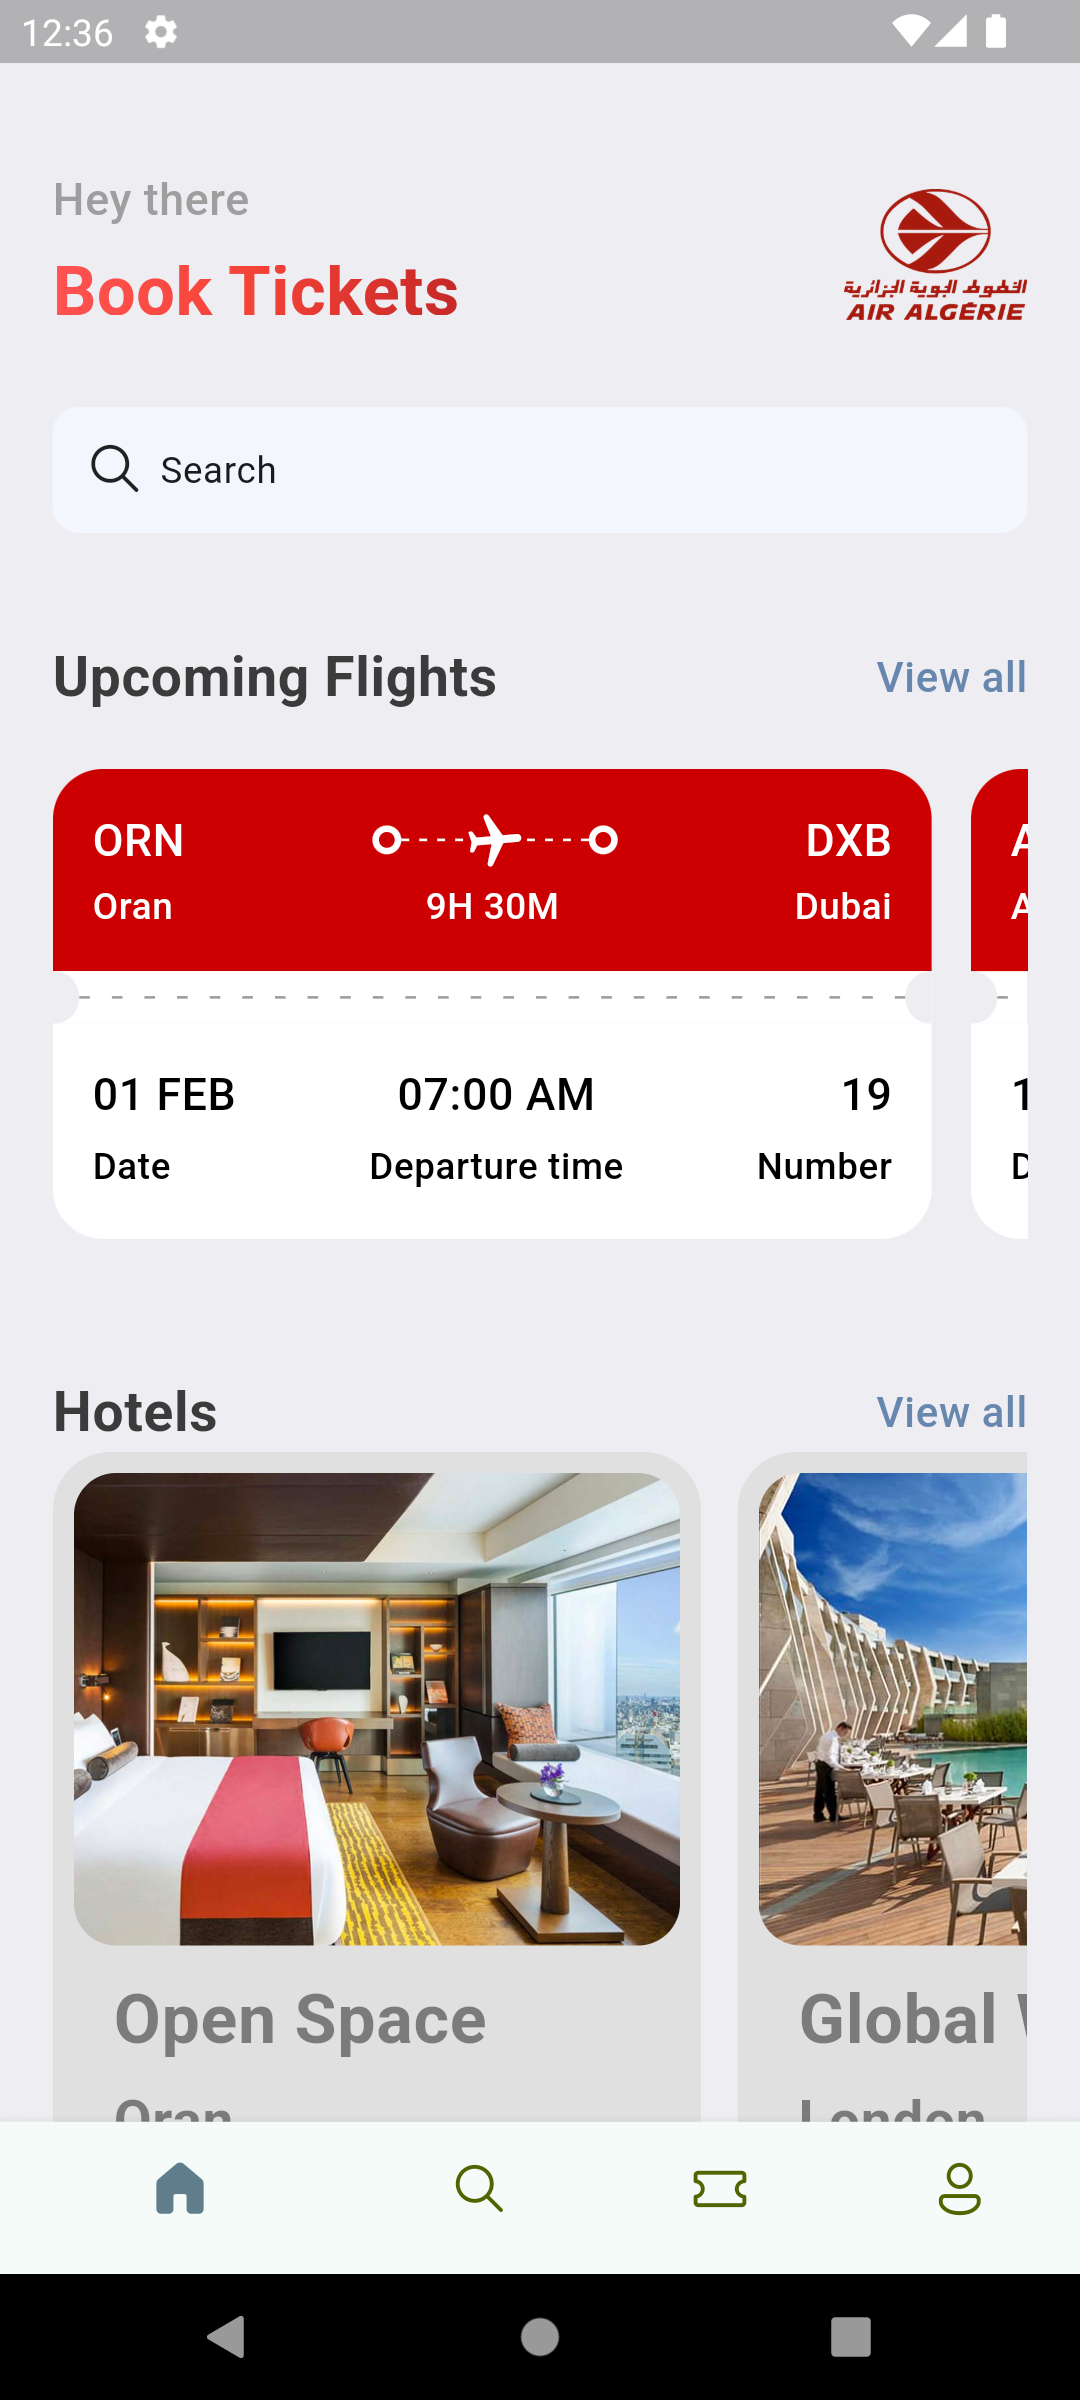 12:36
Hey there
Book Tickets
الخطوط الجوية الجزائرية
AIR ALGÉRIE
Search
Upcoming Flights
View all
ORN
DXB
A
Oran
9H 30M
Dubai
A
01 FEB
07:00 AM
19
1
Date
Departure time
Number
D
Hotels
View all
Open Space
Global
Oran
London